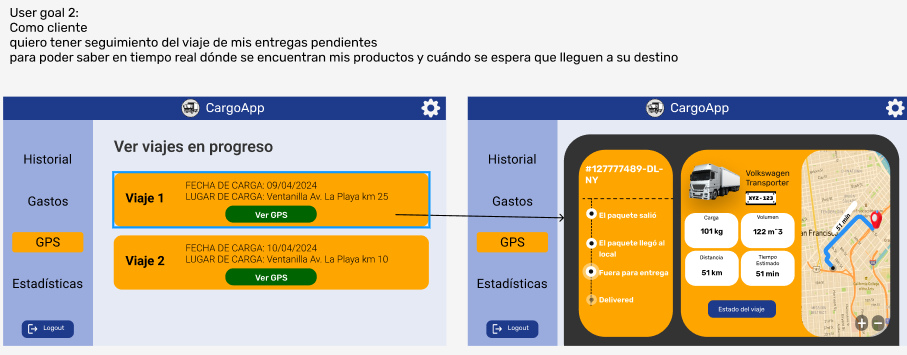 User goal 2:
Como cliente
quiero tener seguimiento del viaje de mis entregas pendientes
para poder saber en tiempo real dónde se encuentran mis productos y cuándo se espera que lleguen a su destino
CargoApp
Historial
Gastos
GPS
Estadísticas
Logout
Ver viajes en progreso
Viaje 1
FECHA DE CARGA: 09/04/2024
LUGAR DE CARGA: Ventanilla Av. La Playa km 25
Ver GPS
Viaje 2
FECHA DE CARGA: 10/04/2024
LUGAR DE CARGA: Ventanilla Av. La Playa km 10
Ver GPS
CargoApp
Historial
Gastos
GPS
Estadísticas
Logout
#127777489-DL-
NY
El paquete salió
El paquete llegó al
local
Fuera para entrega
Delivered
Volkswagen
Transporter
XYZ - 123
Carga
101 kg
Volumen
122 m¨3
Distancia
51 km
Tiempo
Estimado
51 min
Estado del viaje
51 min
an Francisc